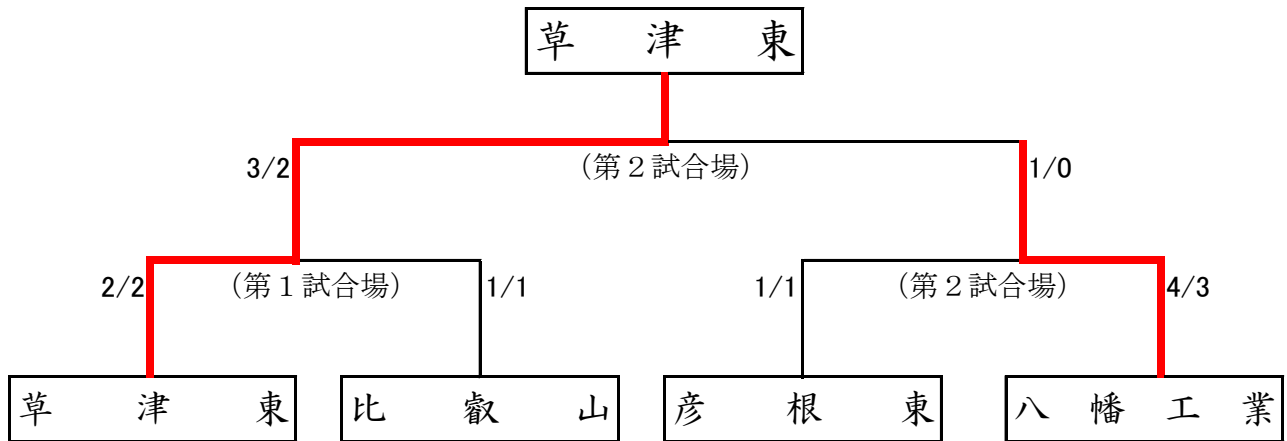 草津東
3/2 (第２試合場) 1/0
2/2 (第１試合場) 1/1 1/1 (第２試合場) 4/3
草津東 比叡山 彦根東 八幡工業